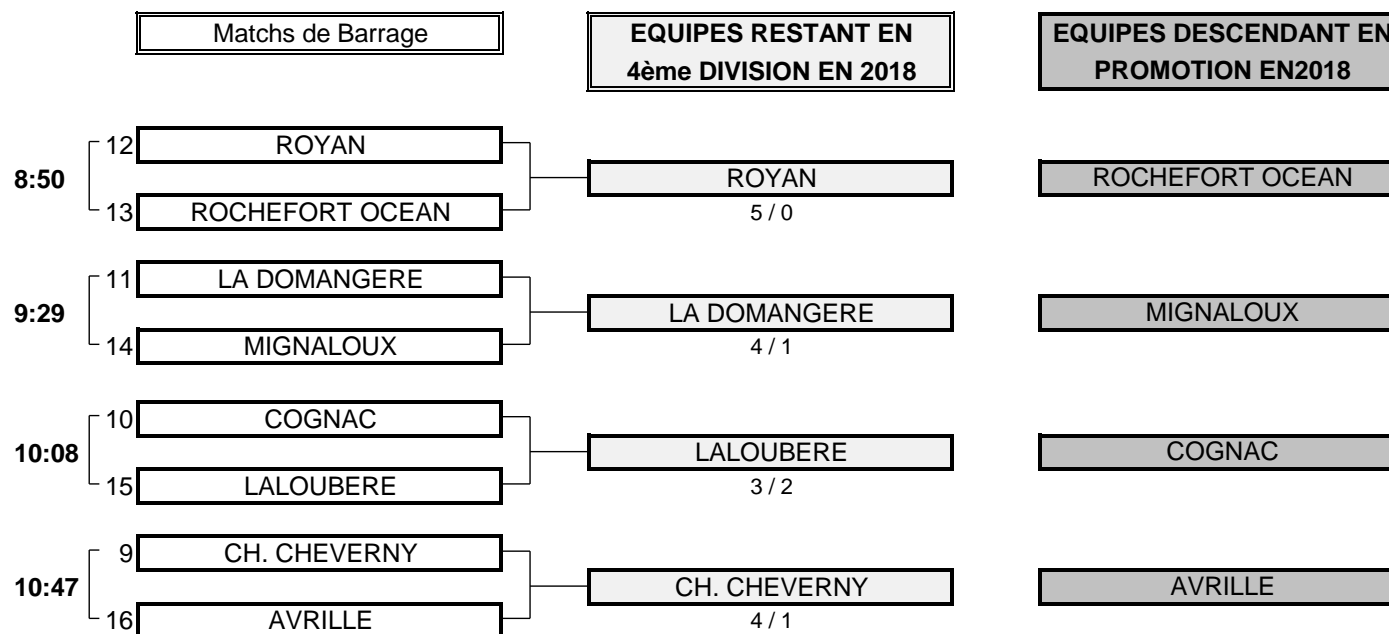 Matchs de Barrage
EQUIPES RESTANT EN
4ème DIVISION EN 2018
EQUIPES DESCENDANT EN
PROMOTION EN2018
8:50
12 ROYAN
13 ROCHEFORT OCEAN
ROYAN
5 / 0
ROCHEFORT OCEAN
9:29
11 LA DOMANGERE
14 MIGNALOUX
LA DOMANGERE
4 / 1
MIGNALOUX
10:08
10 COGNAC
15 LALOUBERE
LALOUBERE
3 / 2
COGNAC
10:47
9 CH. CHEVERNY
16 AVRILLE
CH. CHEVERNY
4 / 1
AVRILLE